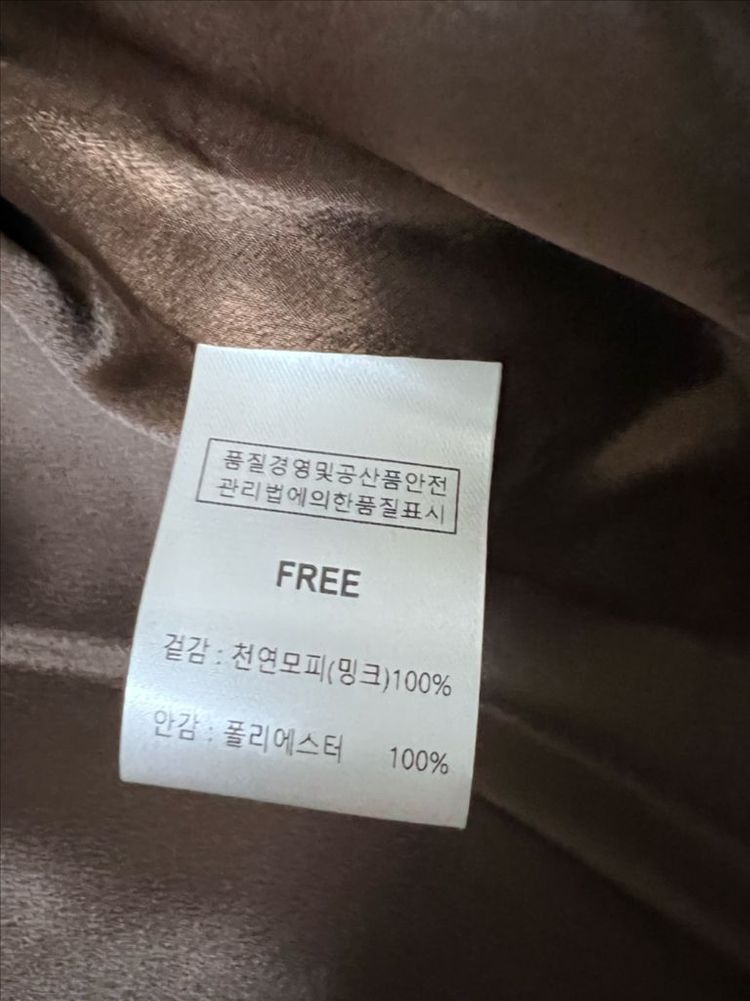 품질경영및공산품안전
관리법에의한품질표시
FREE
겉감 : 천연모피(밍크)100%
안감 : 폴리에스터 100%